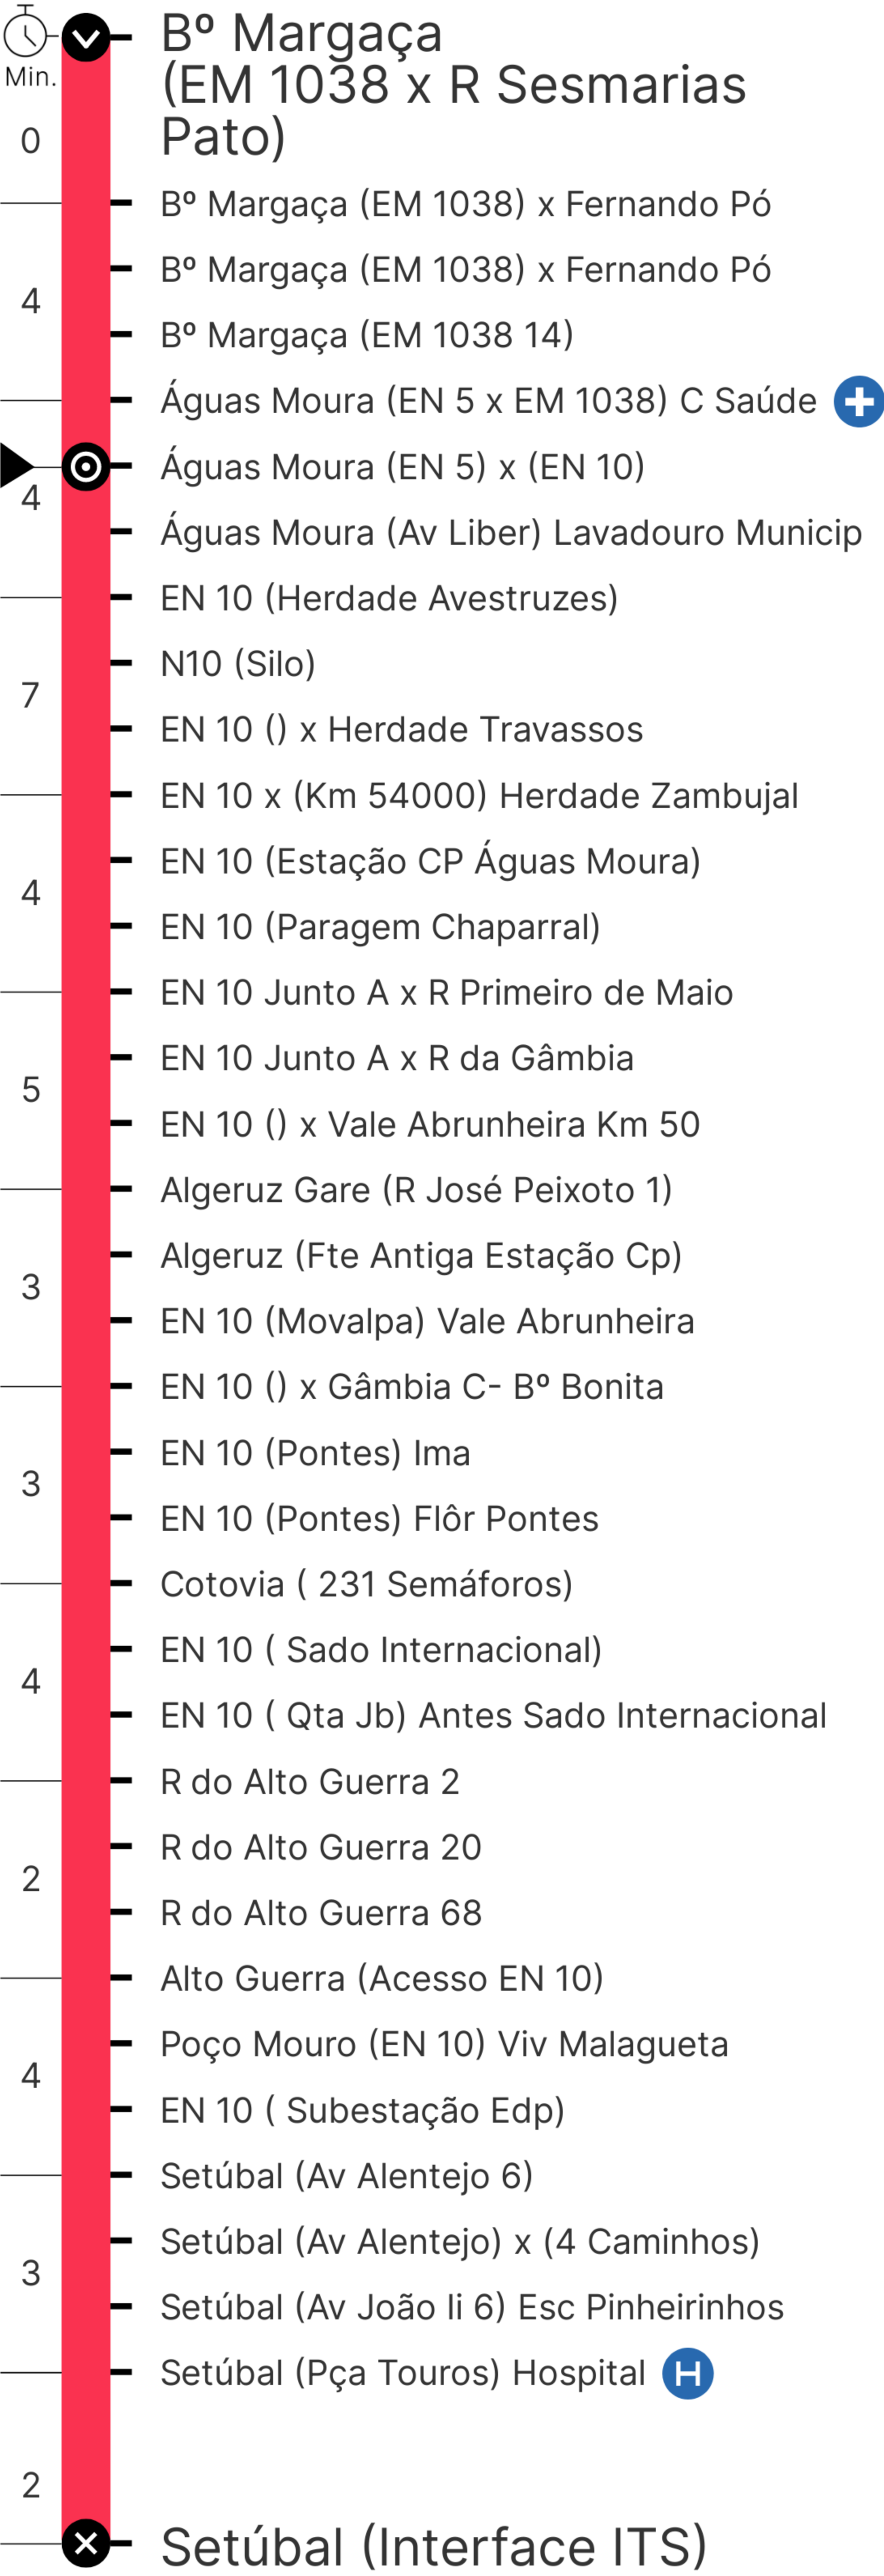 Bº Margaça
(EM 1038 x R Sesmarias
Pato)
Min.
0
Bº Margaça (EM 1038) x Fernando Pó
Bº Margaça (EM 1038) x Fernando Pó
4
Bº Margaça (EM 1038 14)
Águas Moura (EN 5 x EM 1038) C Saúde
Águas Moura (EN 5) x (EN 10)
4
Águas Moura (Av Liber) Lavadouro Municip
EN 10 (Herdade Avestruzes)
N10 (Silo)
7
EN 10 () x Herdade Travassos
EN 10 x (Km 54000) Herdade Zambujal
EN 10 (Estação CP Águas Moura)
4
EN 10 (Paragem Chaparral)
EN 10 Junto A x R Primeiro de Maio
EN 10 Junto A x R da Gâmbia
5
EN 10 () x Vale Abrunheira Km 50
Algeruz Gare (R José Peixoto 1)
Algeruz (Fte Antiga Estação Cp)
3
EN 10 (Movalpa) Vale Abrunheira
EN 10 () x Gâmbia C- Bº Bonita
EN 10 (Pontes) Ima
3
EN 10 (Pontes) Flôr Pontes
Cotovia ( 231 Semáforos)
EN 10 ( Sado Internacional)
4
EN 10 ( Qta Jb) Antes Sado Internacional
R do Alto Guerra 2
R do Alto Guerra 20
2
R do Alto Guerra 68
Alto Guerra (Acesso EN 10)
Poço Mouro (EN 10) Viv Malagueta
4
EN 10 ( Subestação Edp)
Setúbal (Av Alentejo 6)
Setúbal (Av Alentejo) x (4 Caminhos)
3
Setúbal (Av João Ii 6) Esc Pinheirinhos
Setúbal (Pça Touros) Hospital H
2
Setúbal (Interface ITS)